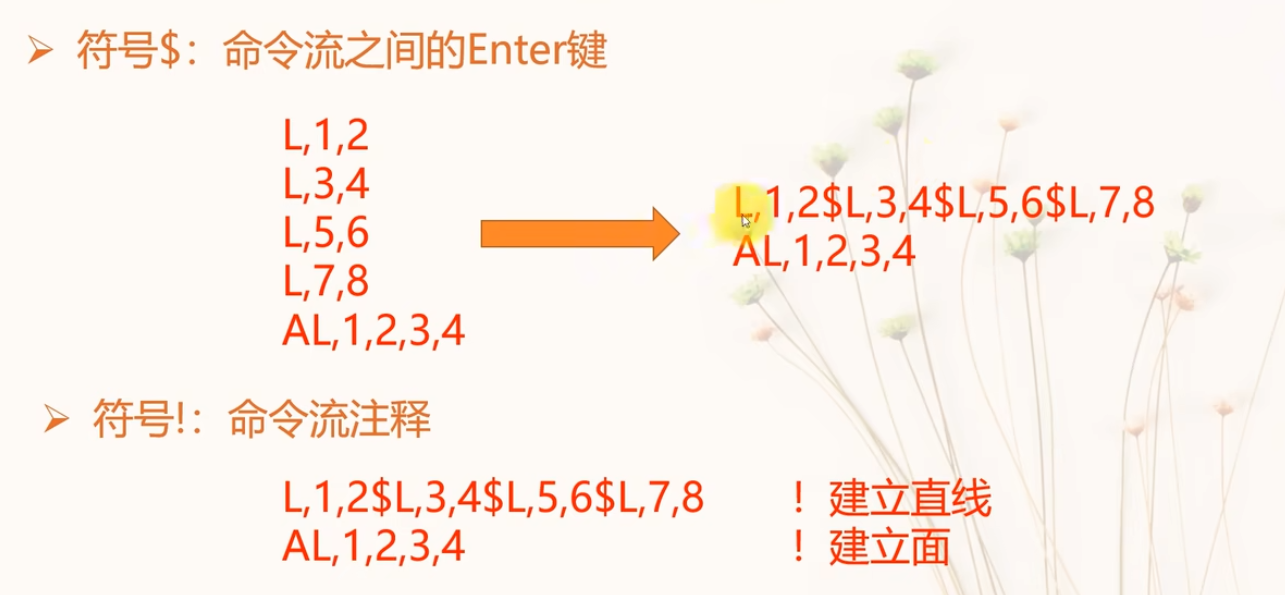 符号$：命令流之间的Enter键
L,1,2
L,3,4
L,5,6
L,7,8
AL,1,2,3,4
L,1,2$L,3,4$L,5,6$L,7,8
AL,1,2,3,4
符号!：命令流注释
L,1,2$L,3,4$L,5,6$L,7,8 ！建立直线
AL,1,2,3,4 ！建立面